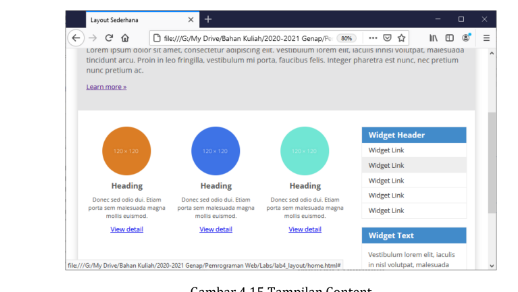 Layout Sederhana
file:///G:/My Drive/Bahan Kuliah/2020-2021 Genap/Pe
80%
Lorem ipsum dolor sit amet, consectetur adipiscing elit. Vestibulum lorem elit, iaculis innisl volutpat, malesuada
tincidunt arcu. Proin in leo fringilla, vestibulum mi porta, faucibus felis. Integer pharetra est nunc, nec pretium
nunc pretium ac.
Learn more »
120 × 120
120 × 120
120 × 120
Heading
Heading
Heading
Donec sed odio dui. Etiam
porta sem malesuada magna
mollis euismod.
Donec sed odio dui. Etiam
porta sem malesuada magna
mollis euismod.
Donec sed odio dui. Etiam
porta sem malesuada magna
mollis euismod.
View detail
View detail
View detail
Widget Header
Widget Link
Widget Link
Widget Link
Widget Link
Widget Link
Widget Text
Vestibulum lorem elit, iaculis
in nisl volutpat, malesuada
file:///G:/My Drive/Bahan Kuliah/2020-2021 Genap/Pemrograman Web/Labs/lab4_layout/home.html#
Gambar 4.15 Tampilan Content